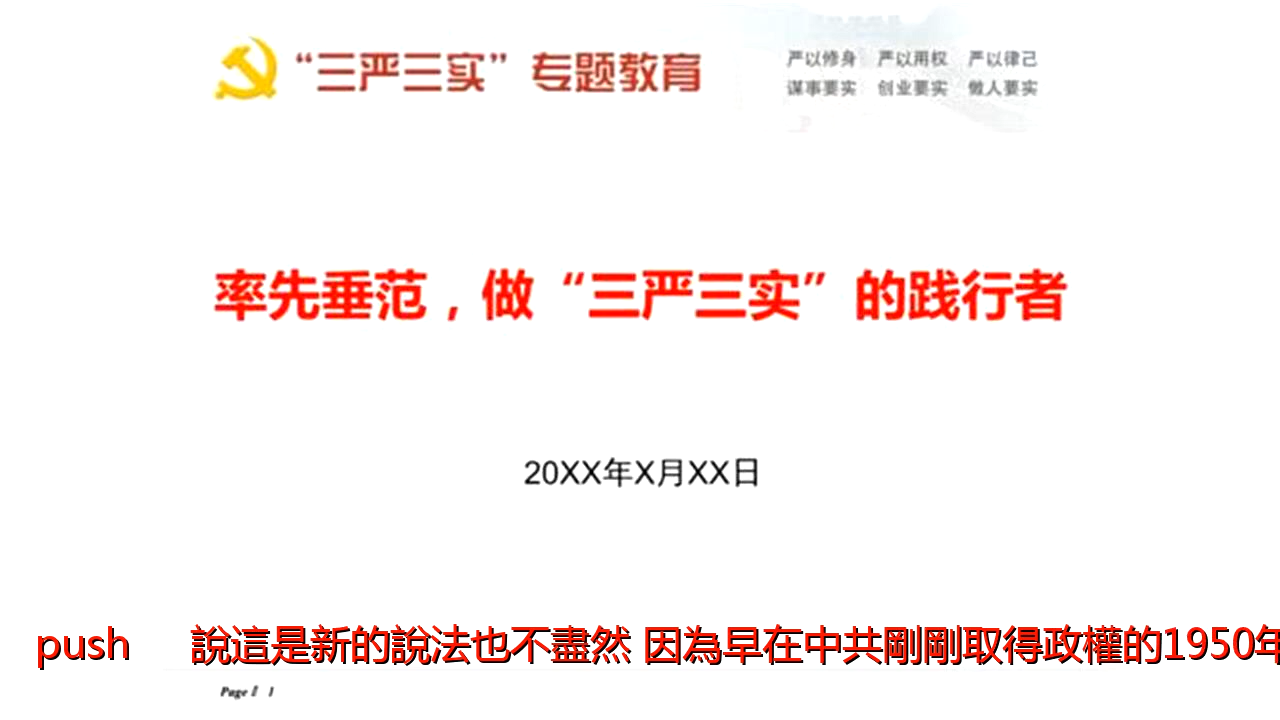 “三严三实”专题教育
严以修身 严以用权 严以律己
谋事要实 创业要实 做人要实
率先垂范，做“三严三实”的践行者
20XX年X月XX日
push 說這是新的說法也不盡然 因為早在中共剛剛取得政權的1950年
Page 1